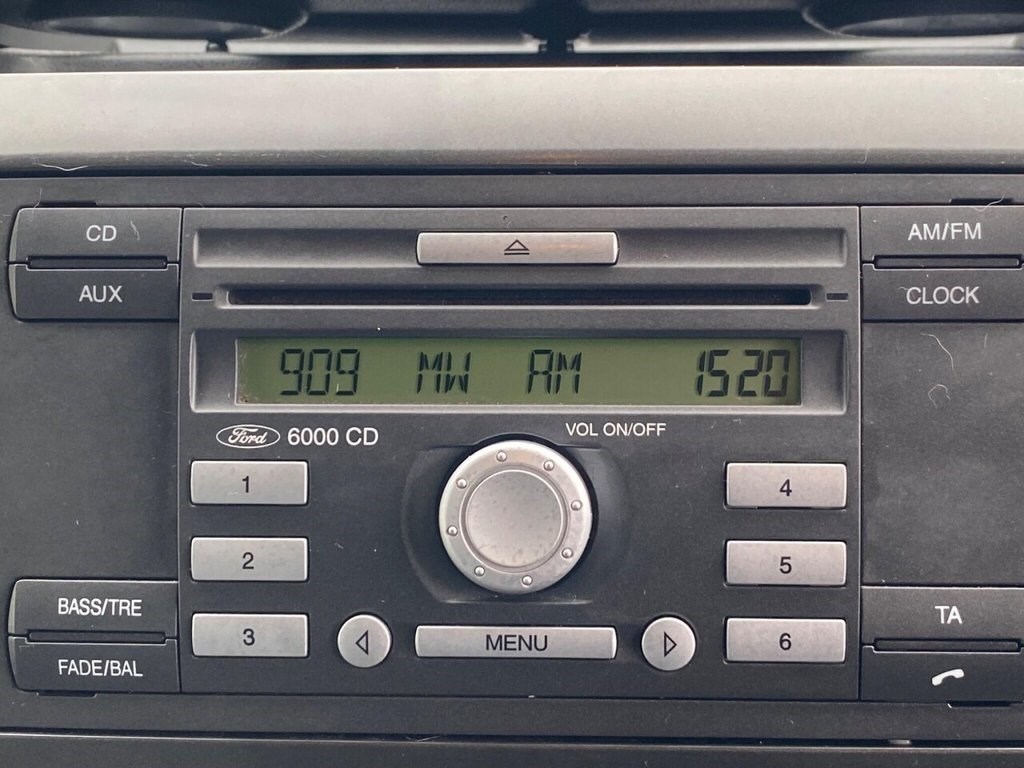 CD
AM/FM
AUX
CLOCK
909 MW AM 1520
Ford 6000 CD
VOL ON/OFF
1
4
2
5
BASS/TRE
3
MENU
6
TA
FADE/BAL